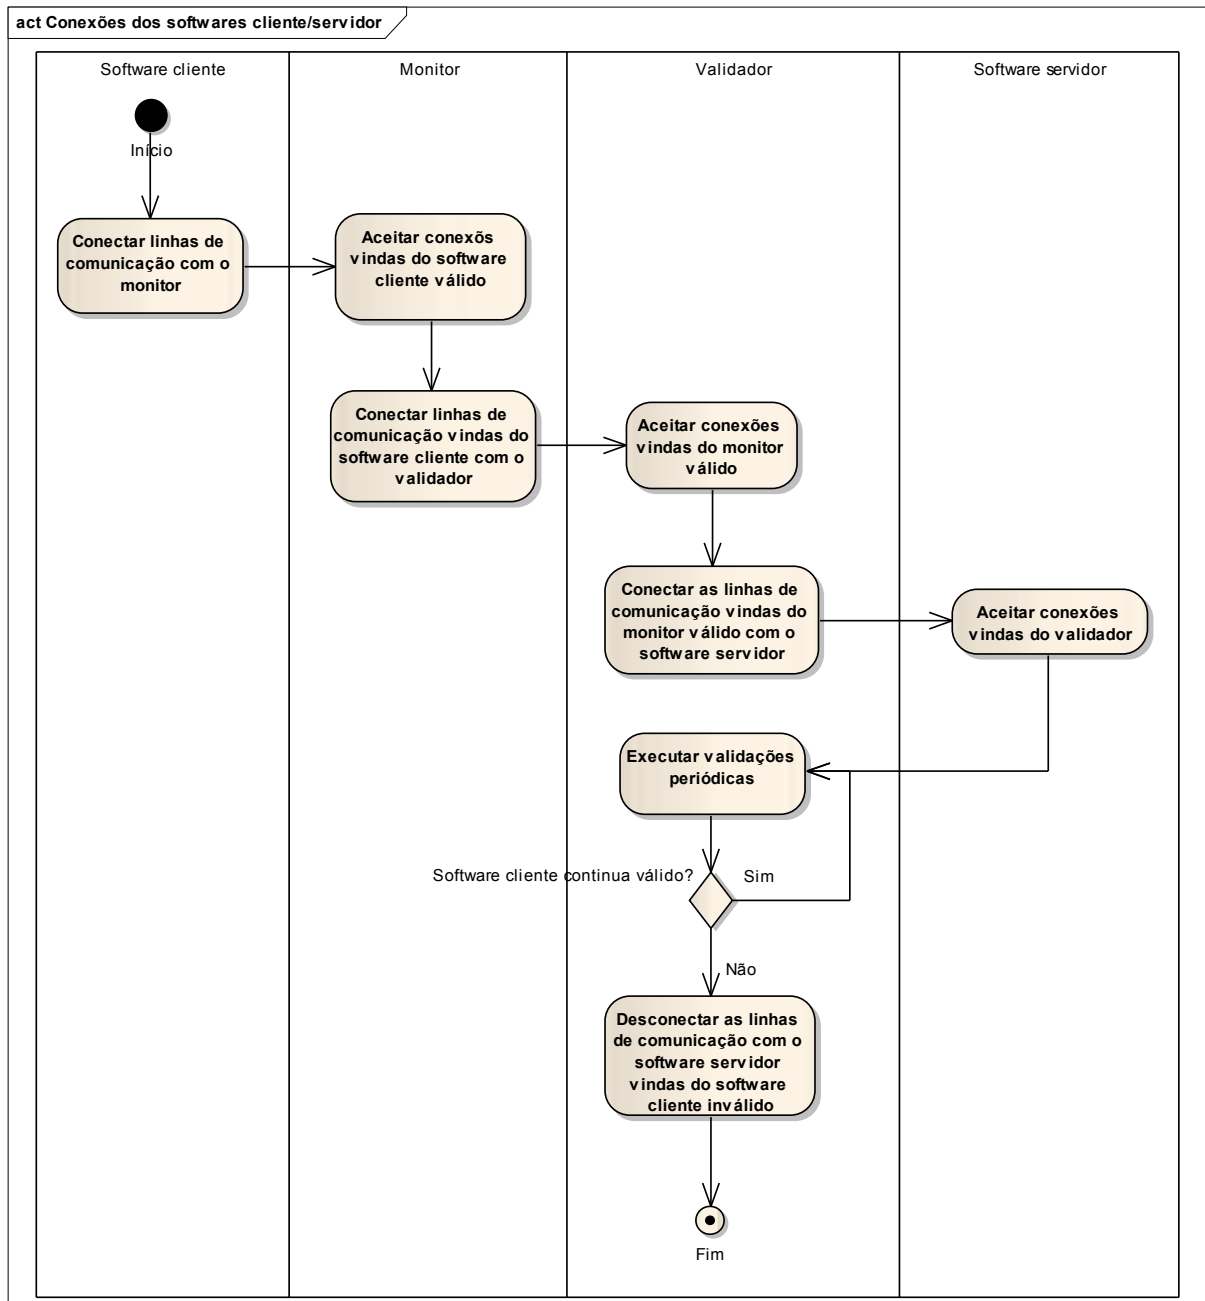 act Conexões dos softwares cliente/servidor
Software cliente
Monitor
Validador
Software servidor
Início
Conectar linhas de
comunicação com o
monitor
Aceitar conexõs
vindas do software
cliente válido
Conectar linhas de
comunicação vindas do
software cliente com o
validador
Aceitar conexões
vindas do monitor
válido
Conectar as linhas de
comunicação vindas do
monitor válido com o
software servidor
Aceitar conexões
vindas do validador
Executar validações
periódicas
Software cliente continua válido?
Sim
Não
Desconectar as linhas
de comunicação com o
software servidor
vindas do software
cliente inválido
Fim